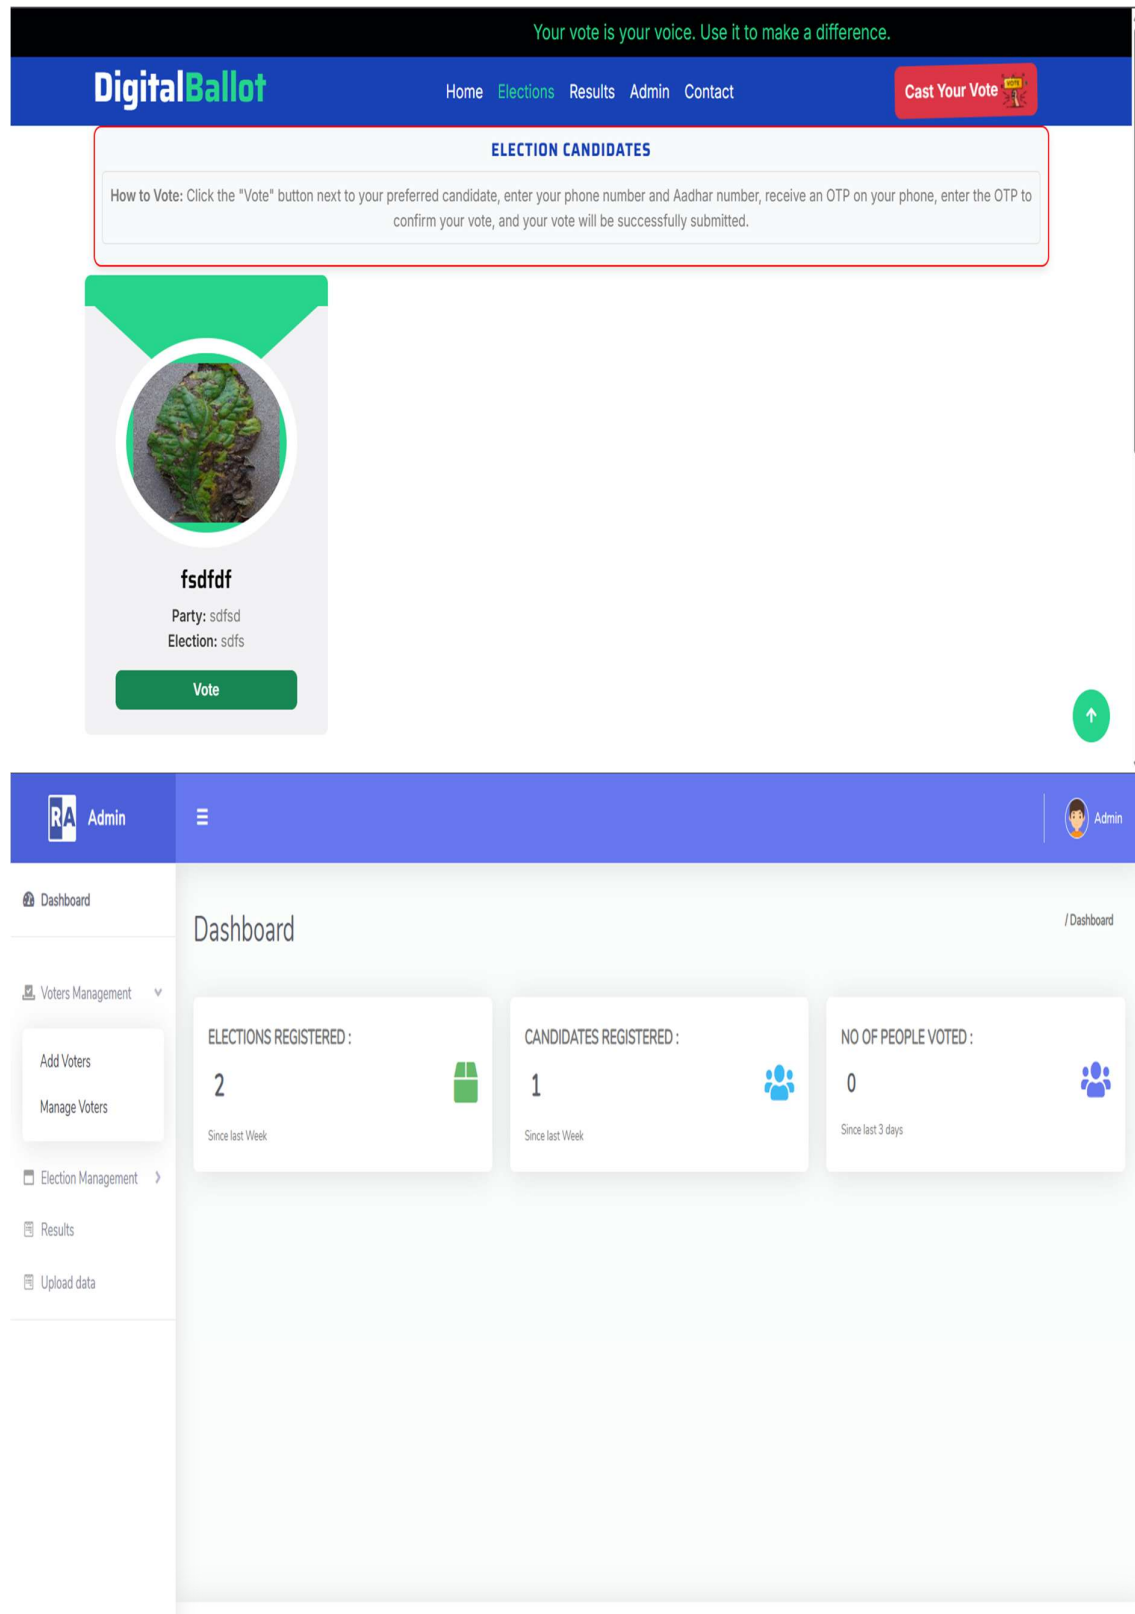 Your vote is your voice. Use it to make a difference.
DigitalBallot
Home Elections Results Admin Contact
Cast Your Vote
VOTE
ELECTION CANDIDATES
How to Vote: Click the "Vote" button next to your preferred candidate, enter your phone number and Aadhar number, receive an OTP on your phone, enter the OTP to
confirm your vote, and your vote will be successfully submitted.
fsdfdf
Party: sdfsd
Election: sdfs
Vote
RA Admin
Admin
Dashboard
Dashboard
/ Dashboard
Voters Management
Add Voters
Manage Voters
Election Management
Results
Upload data
ELECTIONS REGISTERED :
2
Since last Week
CANDIDATES REGISTERED :
1
Since last Week
NO OF PEOPLE VOTED :
0
Since last 3 days